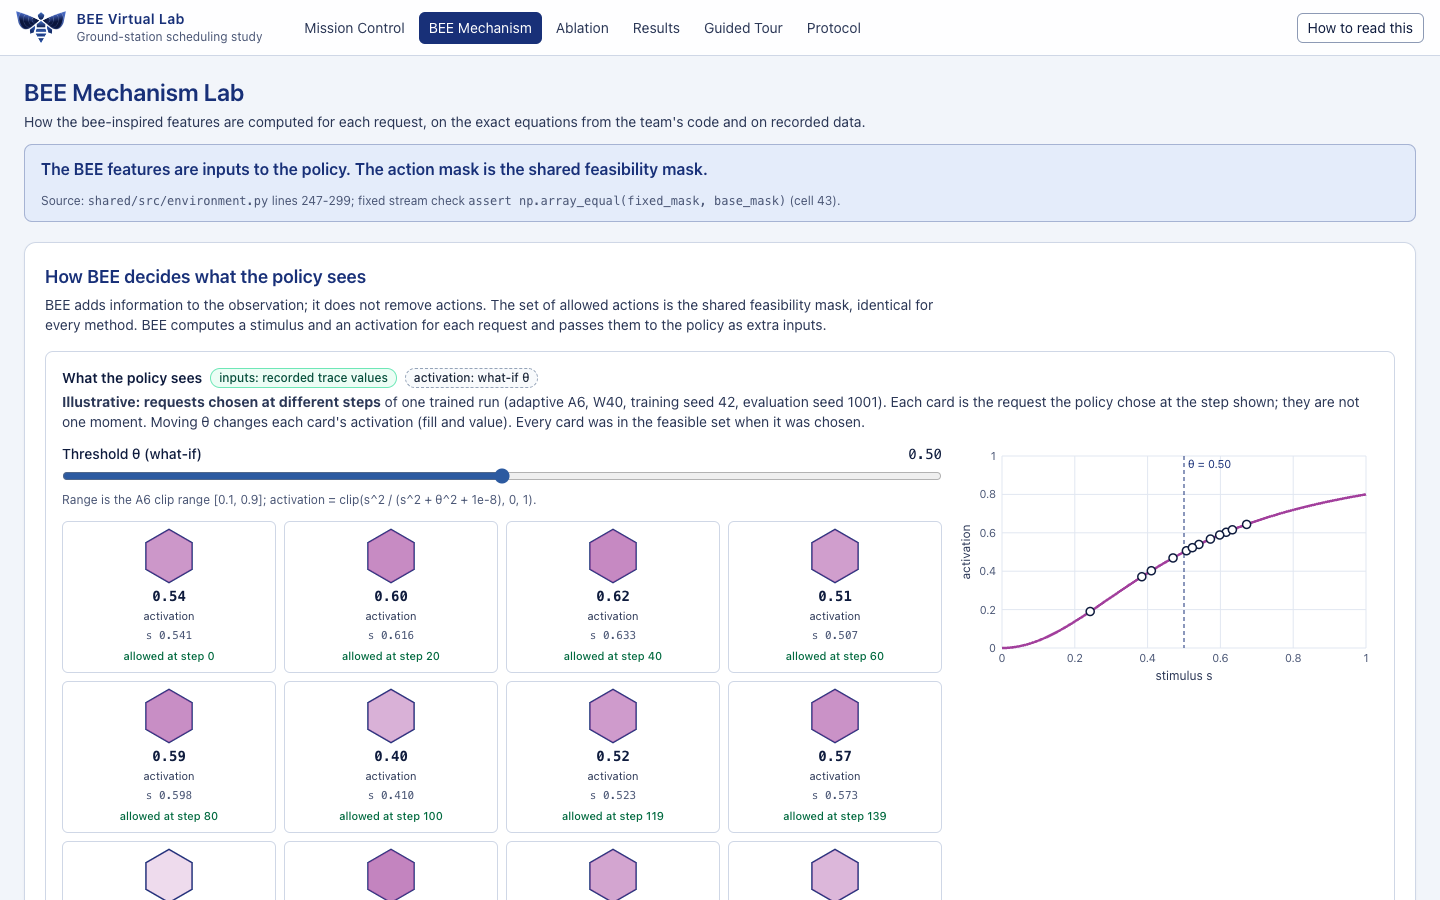 BEE Virtual Lab
Ground-station scheduling study
Mission Control
BEE Mechanism
Ablation
Results
Guided Tour
Protocol
How to read this
BEE Mechanism Lab
How the bee-inspired features are computed for each request, on the exact equations from the team's code and on recorded data.
The BEE features are inputs to the policy. The action mask is the shared feasibility mask.
Source: shared/src/environment.py lines 247-299; fixed stream check assert np.array_equal(fixed_mask, base_mask) (cell 43).
How BEE decides what the policy sees
BEE adds information to the observation; it does not remove actions. The set of allowed actions is the shared feasibility mask, identical for
every method. BEE computes a stimulus and an activation for each request and passes them to the policy as extra inputs.
What the policy sees
inputs: recorded trace values
activation: what-if θ
Illustrative: requests chosen at different steps of one trained run (adaptive A6, W40, training seed 42, evaluation seed 1001). Each card is the request the policy chose at the step shown; they are not
one moment. Moving θ changes each card's activation (fill and value). Every card was in the feasible set when it was chosen.
Threshold θ (what-if)
0.50
Range is the A6 clip range [0.1, 0.9]; activation = clip(s^2 / (s^2 + θ^2 + 1e-8), 0, 1).
0.54
activation
s 0.541
allowed at step 0
0.60
activation
s 0.616
allowed at step 20
0.62
activation
s 0.633
allowed at step 40
0.51
activation
s 0.507
allowed at step 60
0.59
activation
s 0.598
allowed at step 80
0.40
activation
s 0.410
allowed at step 100
0.52
activation
s 0.523
allowed at step 119
0.57
activation
s 0.573
allowed at step 139
θ = 0.50
1
0.8
0.6
0.4
0.2
0
activation
0
0.2
0.4
0.6
0.8
1
stimulus s